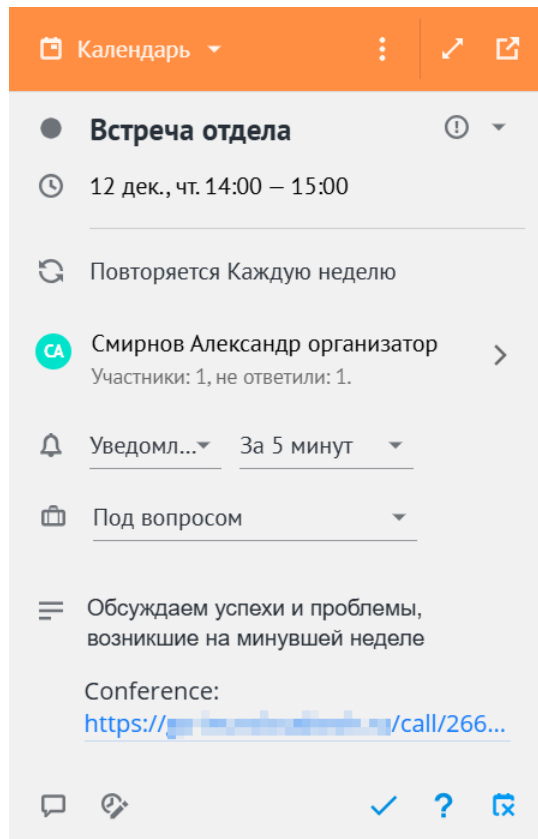 Календарь
Встреча отдела
12 дек., чт. 14:00 — 15:00
Повторяется Каждую неделю
СА
Смирнов Александр организатор
Участники: 1, не ответили: 1.
Уведомл... За 5 минут
Под вопросом
Обсуждаем успехи и проблемы,
возникшие на минувшей неделе
Conference:
https:// /call/266...